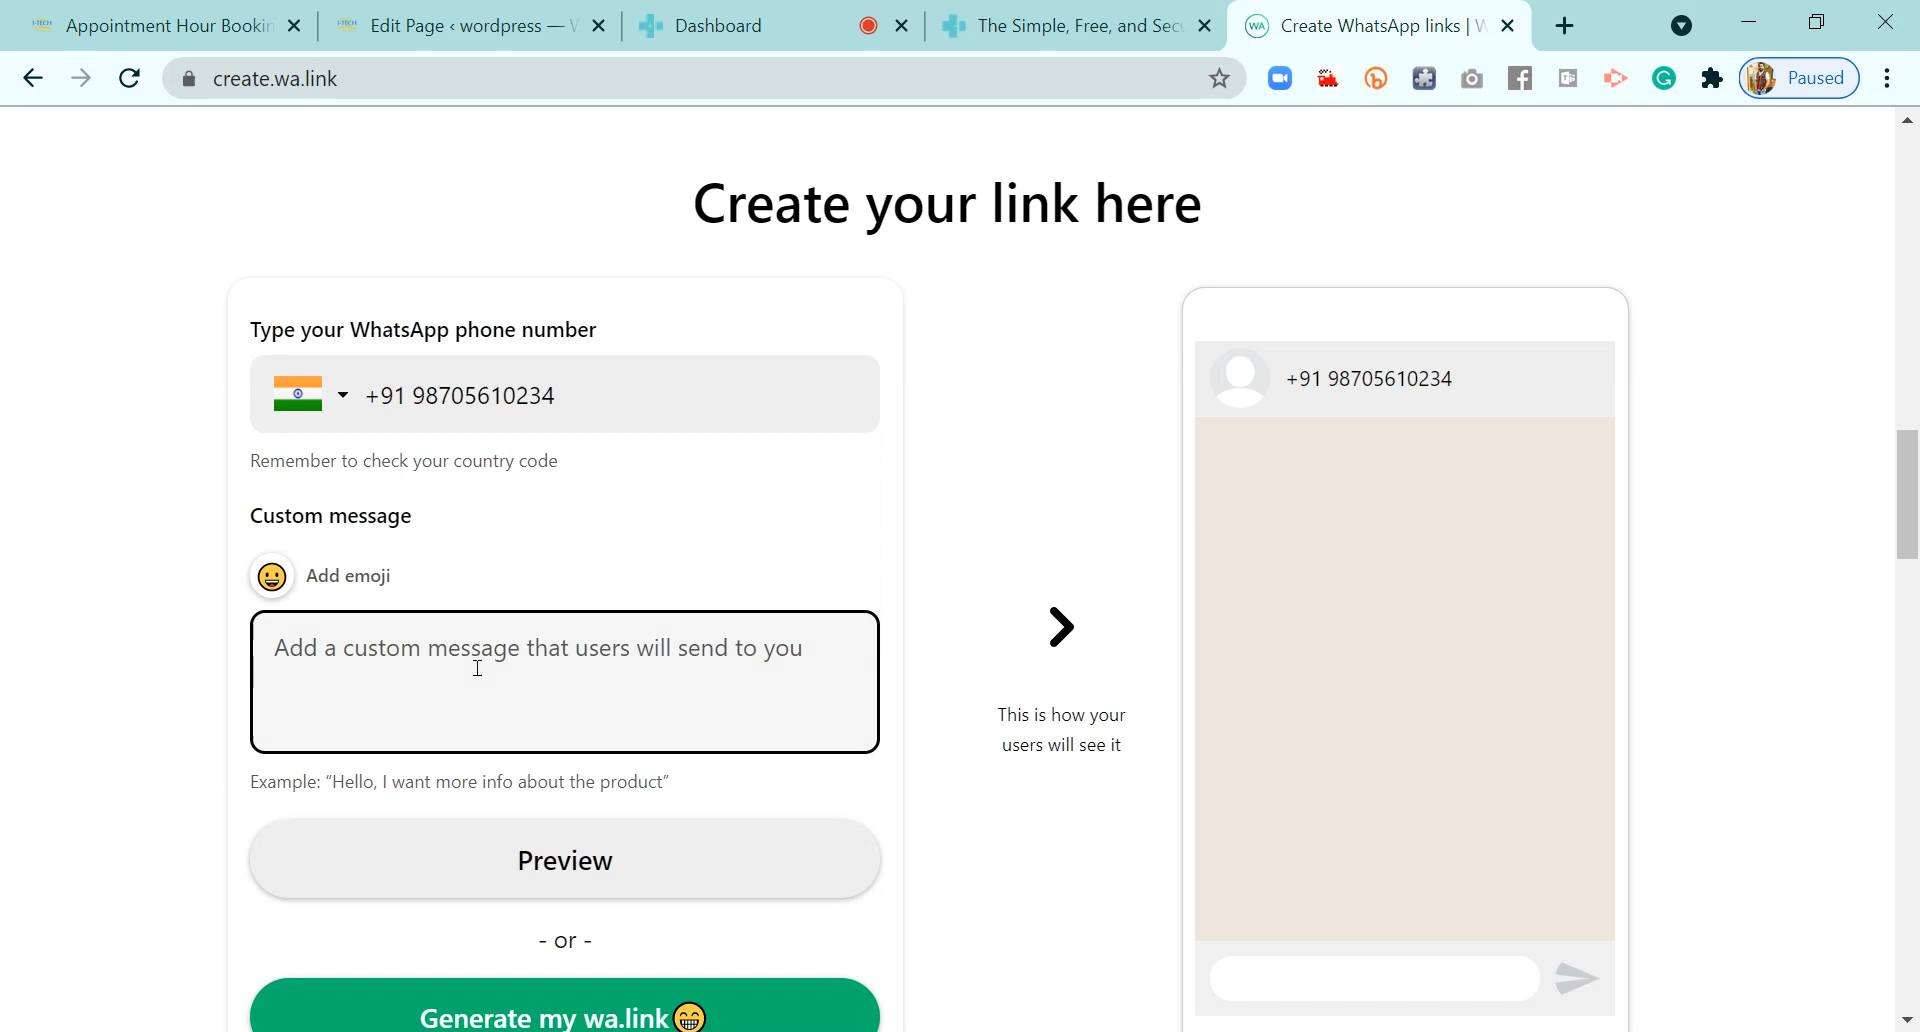 I-TECH Appointment Hour Bookin
I-TECH Edit Page ‹ wordpress —
Dashboard
The Simple, Free, and Sec
WA Create WhatsApp links |
create.wa.link
Paused
Create your link here
Type your WhatsApp phone number
+91 98705610234
Remember to check your country code
Custom message
Add emoji
Add a custom message that users will send to you
Example: “Hello, I want more info about the product”
Preview
- or -
Generate my wa.link
This is how your
users will see it
+91 98705610234